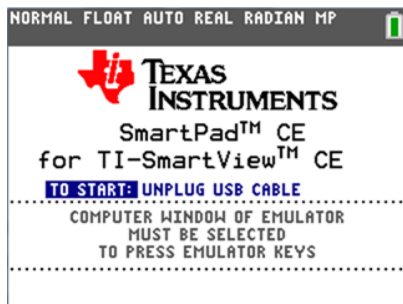 NORMAL FLOAT AUTO REAL RADIAN MP
TEXAS
INSTRUMENTS
SmartPad™ CE
for TI-SmartView™ CE
TO START: UNPLUG USB CABLE
COMPUTER WINDOW OF EMULATOR
MUST BE SELECTED
TO PRESS EMULATOR KEYS